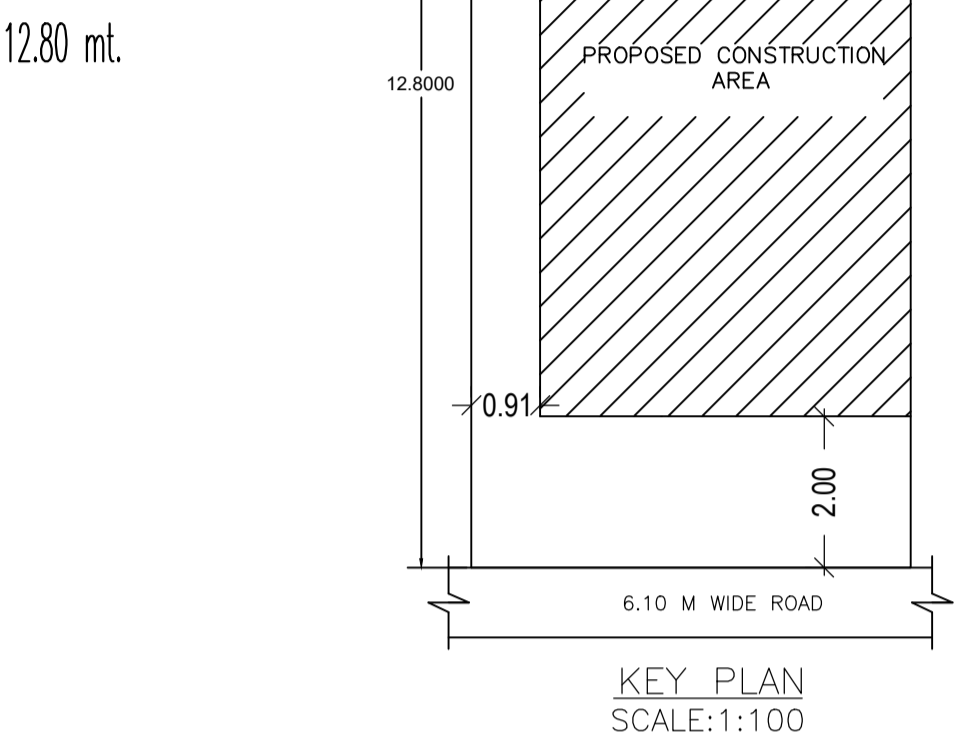 12.80 mt.
PROPOSED CONSTRUCTION
AREA
12.8000
0.91
2.00
6.10 M WIDE ROAD
KEY PLAN
SCALE:1:100